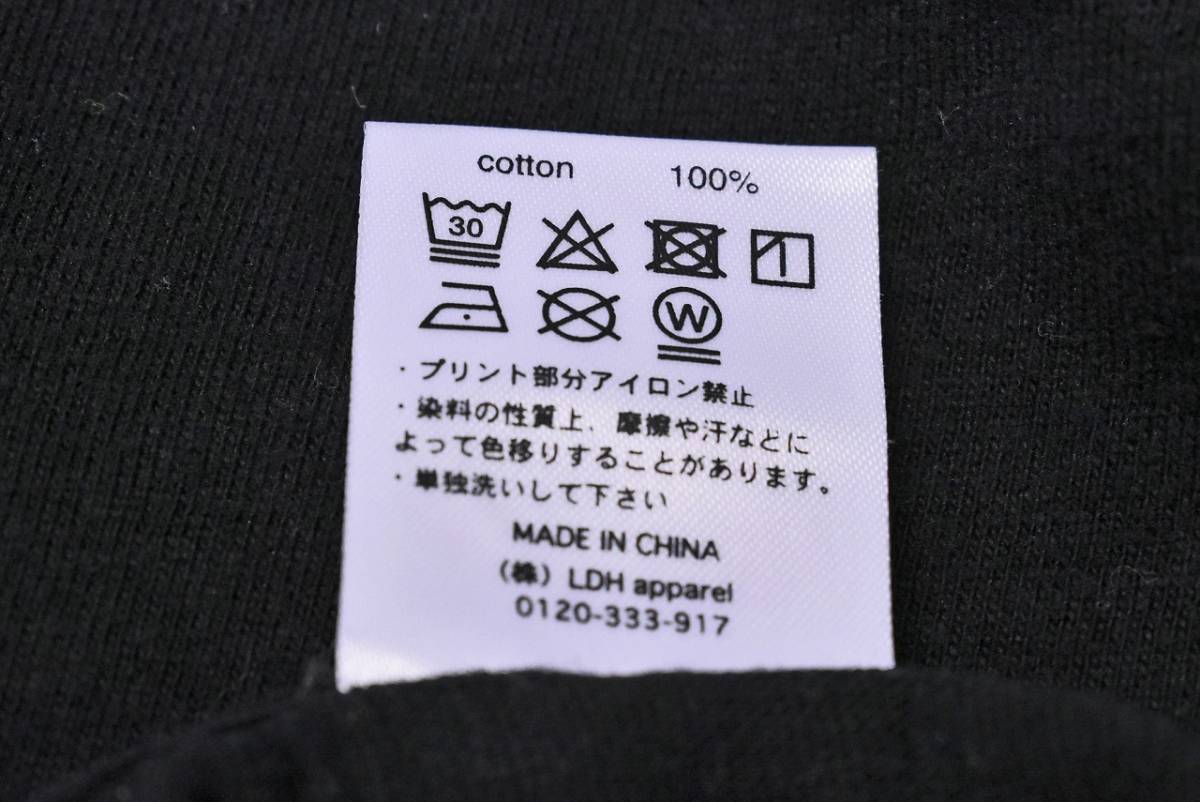 cotton 100%
30
W
・プリント部分アイロン禁止
・染料の性質上、摩擦や汗などに
よって色移りすることがあります。
・単独洗いして下さい
MADE IN CHINA
(株) LDH apparel
0120-333-917